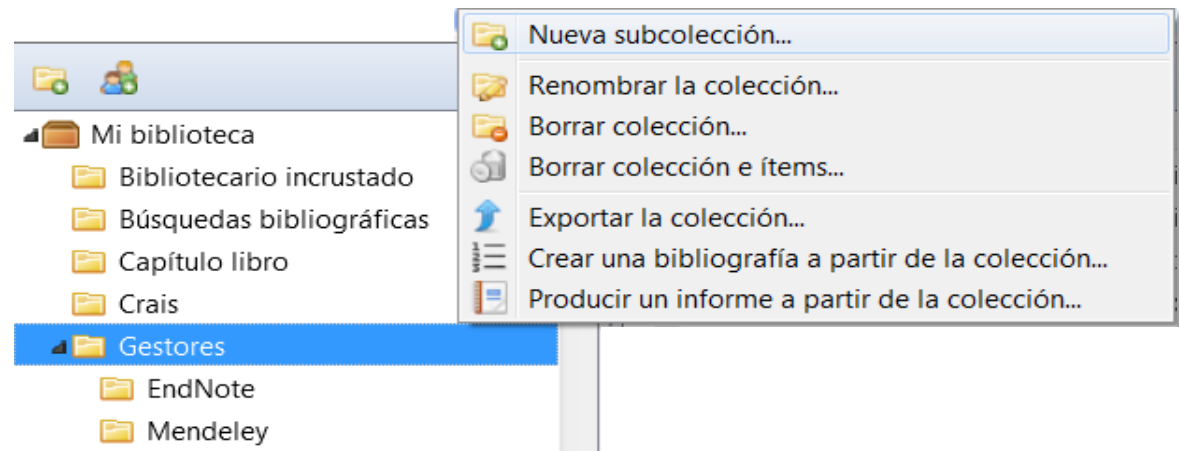 Nueva subcolección...
Renombrar la colección...
Borrar colección...
Borrar colección e ítems...
Exportar la colección...
Crear una bibliografía a partir de la colección...
Producir un informe a partir de la colección...
Mi biblioteca
Bibliotecario incrustado
Búsquedas bibliográficas
Capítulo libro
Crais
Gestores
EndNote
Mendeley